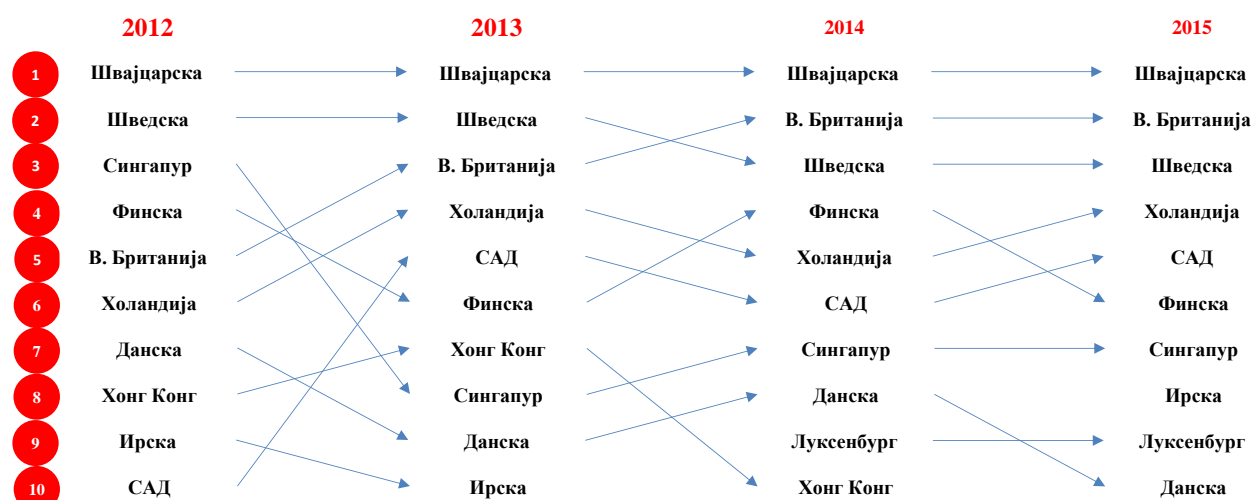 2012 2013 2014 2015
1 Швајцарска Швајцарска Швајцарска Швајцарска
2 Шведска Шведска В. Британија В. Британија
3 Сингапур В. Британија Шведска Шведска
4 Финска Холандија Финска Холандија
5 В. Британија САД Холандија САД
6 Холандија Финска САД Финска
7 Данска Хонг Конг Сингапур Сингапур
8 Хонг Конг Сингапур Данска Ирска
9 Ирска Данска Луксенбург Луксенбург
10 САД Ирска Хонг Конг Данска